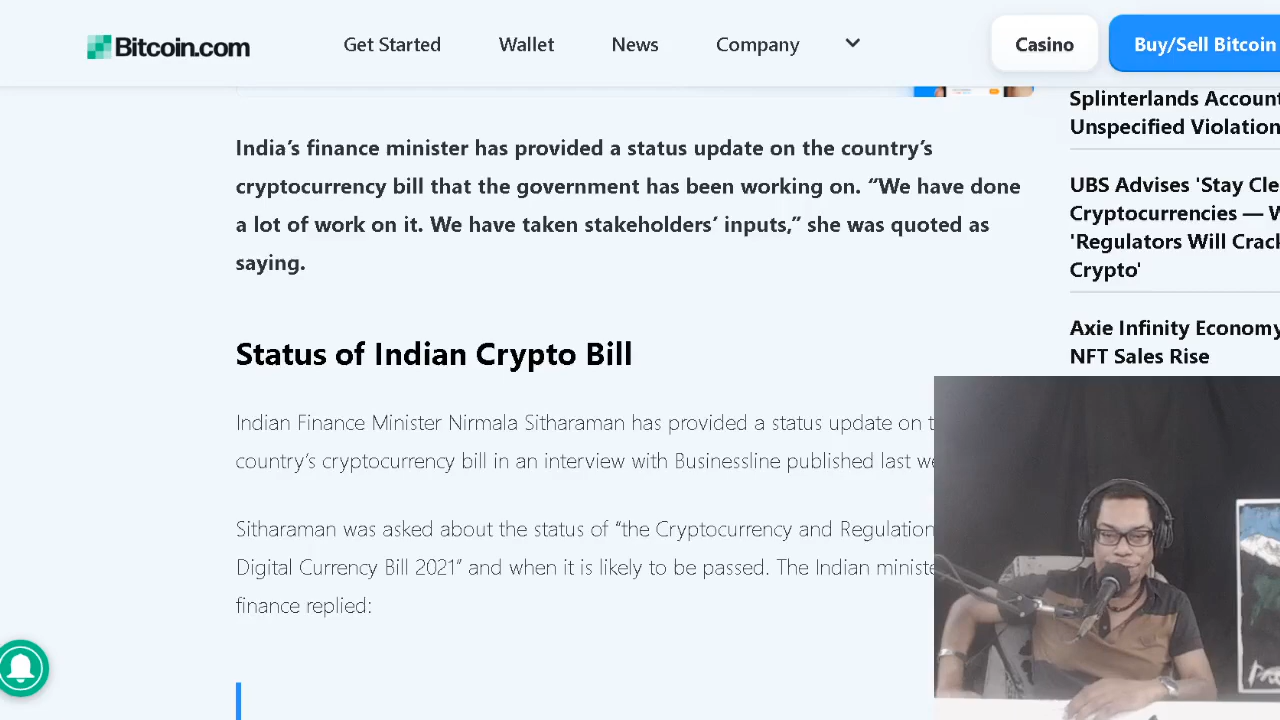 Bitcoin.com
Get Started
Wallet
News
Company
Casino
Buy/Sell Bitcoin
India’s finance minister has provided a status update on the country’s
cryptocurrency bill that the government has been working on. “We have done
a lot of work on it. We have taken stakeholders’ inputs,” she was quoted as
saying.
Status of Indian Crypto Bill
Indian Finance Minister Nirmala Sitharaman has provided a status update on
country’s cryptocurrency bill in an interview with Businessline published last
Sitharaman was asked about the status of “the Cryptocurrency and Regulation
Digital Currency Bill 2021” and when it is likely to be passed. The Indian
finance replied:
Splinterlands
Unspecified
UBS Advises 'Stay
Cryptocurrencies —
'Regulators Will
Crypto'
Axie Infinity Economy
NFT Sales Rise